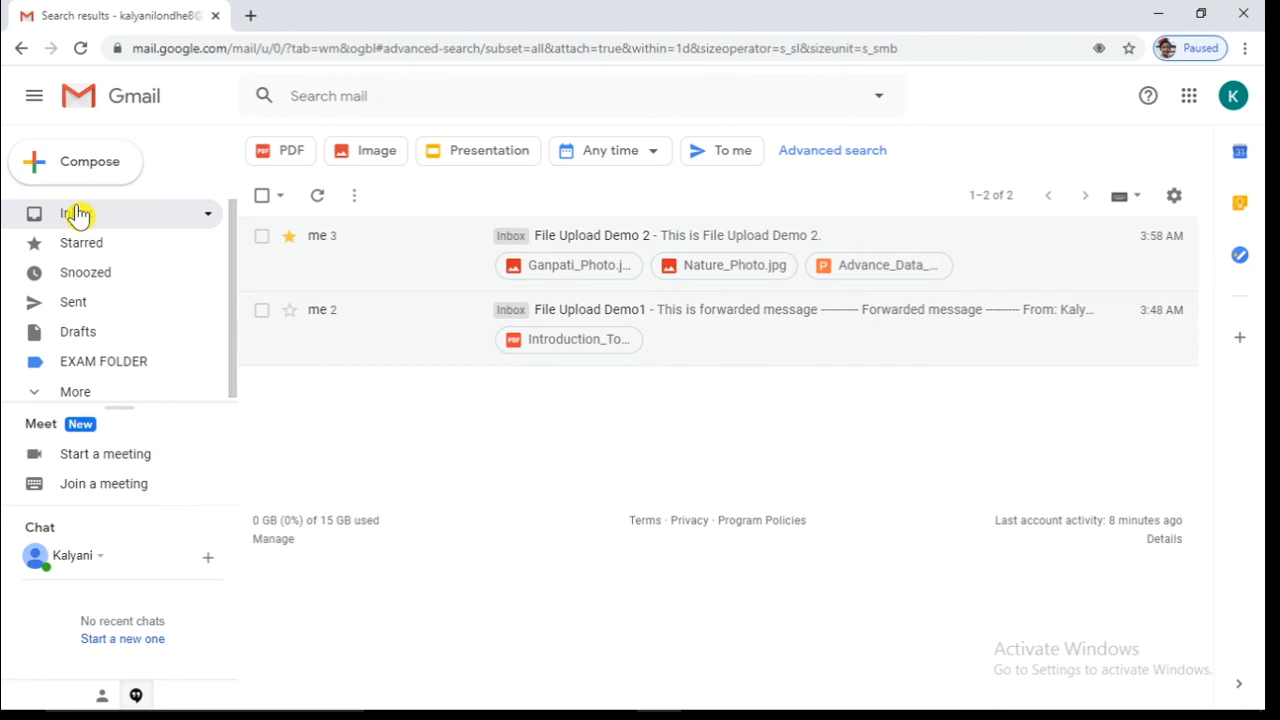 Search results - kalyanilondhe8@
mail.google.com/mail/u/0/?tab=wm&ogbl#advanced-search/subset=all&attach=true&within=1d&sizeoperator=s_sl&sizeunit=s_smb
Paused
Gmail
Search mail
K
Compose
PDF
Image
Presentation
Any time
To me
Advanced search
31
1–2 of 2
Starred
Snoozed
Sent
Drafts
EXAM FOLDER
More
me 3
Inbox File Upload Demo 2 - This is File Upload Demo 2.
3:58 AM
Ganpati_Photo.j...
Nature_Photo.jpg
P Advance_Data_...
me 2
Inbox File Upload Demo1 - This is forwarded message ---------- Forwarded message --------- From: Kaly...
3:48 AM
PDF Introduction_To...
Meet New
Start a meeting
Join a meeting
Chat
Kalyani
No recent chats
Start a new one
0 GB (0%) of 15 GB used
Manage
Terms · Privacy · Program Policies
Last account activity: 8 minutes ago
Details
Activate Windows
Go to Settings to activate Windows.